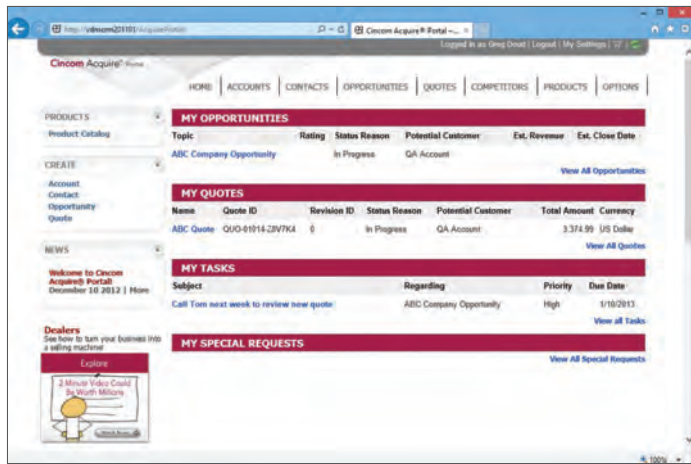 Cincom Acquire® Portal -...
Logged in as Greg Doud | Logout | My Settings |
Cincom Acquire® Home
HOME | ACCOUNTS | CONTACTS | OPPORTUNITIES | QUOTES | COMPETITORS | PRODUCTS | OPTIONS
PRODUCTS
Product Catalog
CREATE
Account
Contact
Opportunity
Quote
NEWS
Welcome to Cincom
Acquire® Portal!
December 10 2012 | More
Dealers
See how to turn your business into
a selling machine!
Explore
2 Minute Video Could
Be Worth Millions
MY OPPORTUNITIES
Topic Rating Status Reason Potential Customer Est. Revenue Est. Close Date
ABC Company Opportunity In Progress QA Account
View All Opportunities
MY QUOTES
Name Quote ID Revision ID Status Reason Potential Customer Total Amount Currency
ABC Quote QUO-01014-Z8V7K4 0 In Progress QA Account 3,374.99 US Dollar
View All Quotes
MY TASKS
Subject Regarding Priority Due Date
Call Tom next week to review new quote ABC Company Opportunity High 1/10/2013
View all Tasks
MY SPECIAL REQUESTS
View All Special Requests
100%